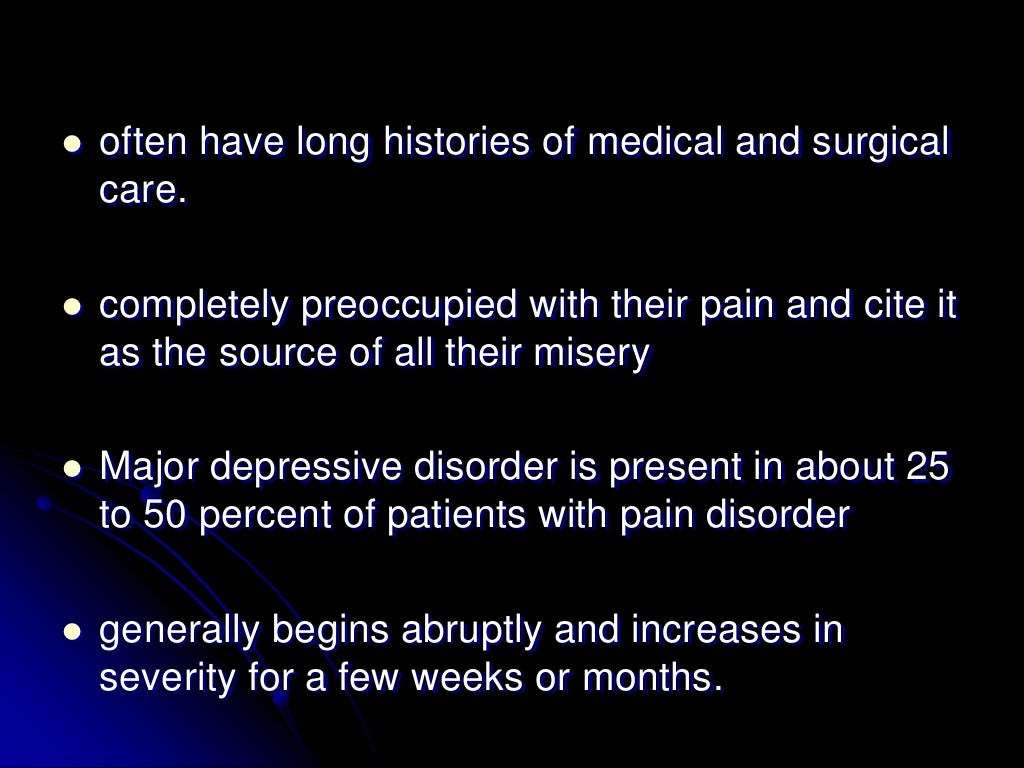 ● often have long histories of medical and surgical
care.
● completely preoccupied with their pain and cite it
as the source of all their misery
● Major depressive disorder is present in about 25
to 50 percent of patients with pain disorder
● generally begins abruptly and increases in
severity for a few weeks or months.